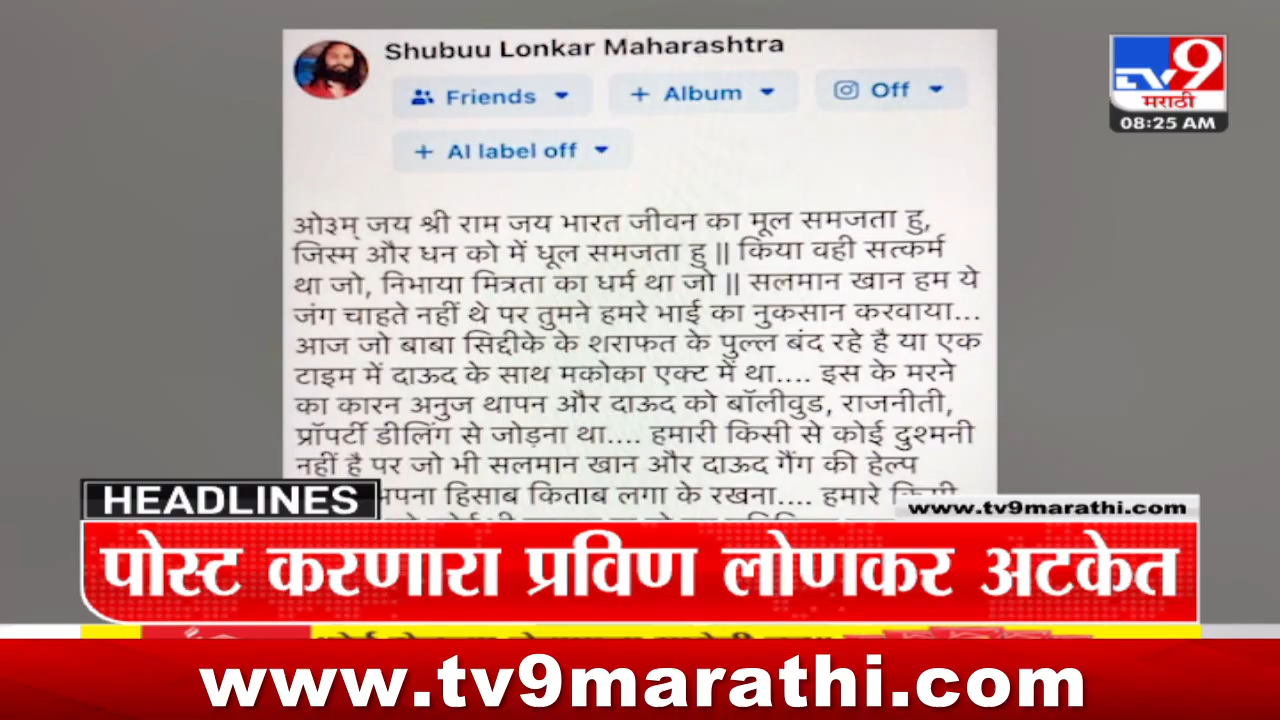 Shubuu Lonkar Maharashtra
Friends
+ Album
Off
+ AI label off
TV9
मराठी
08:25 AM
ओ३म् जय श्री राम जय भारत जीवन का मूल समजता हु,
जिस्म और धन को में धूल समजता हु || किया वही सत्कर्म
था जो, निभाया मित्रता का धर्म था जो || सलमान खान हम ये
जंग चाहते नहीं थे पर तुमने हमरे भाई का नुकसान करवाया...
आज जो बाबा सिद्दीके के शराफत के पुल्ल बंद रहे है या एक
टाइम में दाऊद के साथ मकोका एक्ट में था.... इस के मरने
का कारन अनुज थापन और दाऊद को बॉलीवुड, राजनीती,
प्रॉपर्टी डीलिंग से जोड़ना था.... हमारी किसी से कोई दुश्मनी
नहीं है पर जो भी सलमान खान और दाऊद गैंग की हेल्प
हिसाब किताब लगा के रखना.... हमारे
HEADLINES
www.tv9marathi.com
पोस्ट करणारा प्रविण लोणकर अटकेत
www.tv9marathi.com